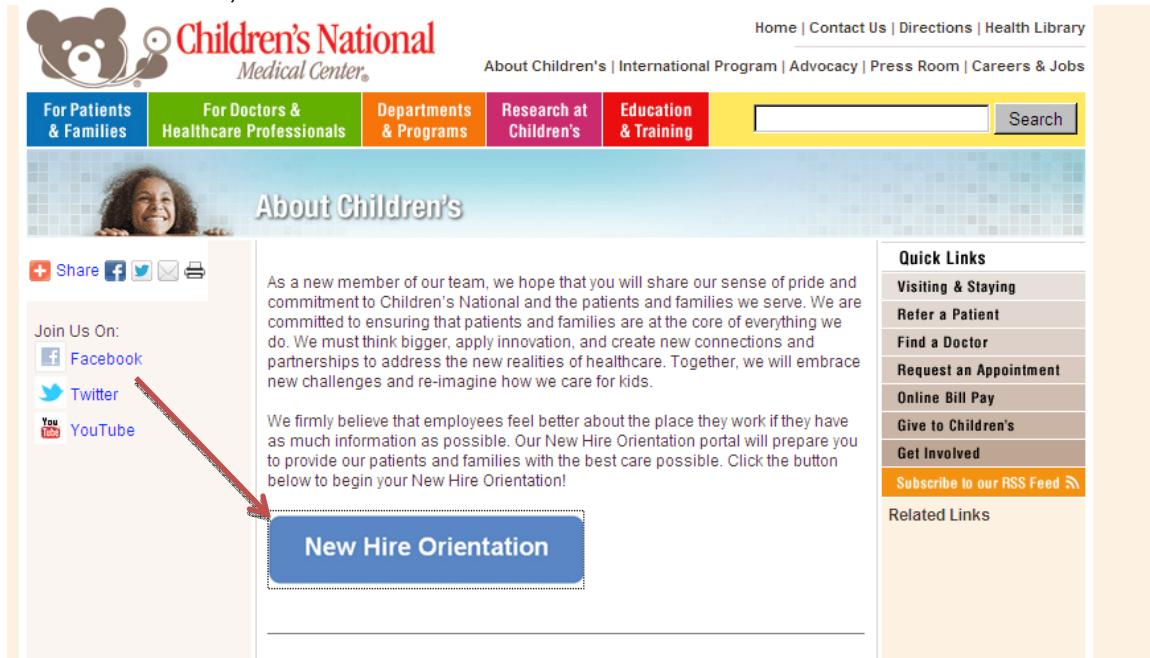 Children's National
Medical Center®
Home | Contact Us | Directions | Health Library
About Children's | International Program | Advocacy | Press Room | Careers & Jobs
For Patients
& Families
For Doctors &
Healthcare Professionals
Departments
& Programs
Research at
Children's
Education
& Training
Search
About Children's
Share
Join Us On:
Facebook
Twitter
You
Tube
YouTube
As a new member of our team, we hope that you will share our sense of pride and
commitment to Children's National and the patients and families we serve. We are
committed to ensuring that patients and families are at the core of everything we
do. We must think bigger, apply innovation, and create new connections and
partnerships to address the new realities of healthcare. Together, we will embrace
new challenges and re-imagine how we care for kids.
We firmly believe that employees feel better about the place they work if they have
as much information as possible. Our New Hire Orientation portal will prepare you
to provide our patients and families with the best care possible. Click the button
below to begin your New Hire Orientation!
New Hire Orientation
Quick Links
Visiting & Staying
Refer a Patient
Find a Doctor
Request an Appointment
Online Bill Pay
Give to Children's
Get Involved
Subscribe to our RSS Feed
Related Links